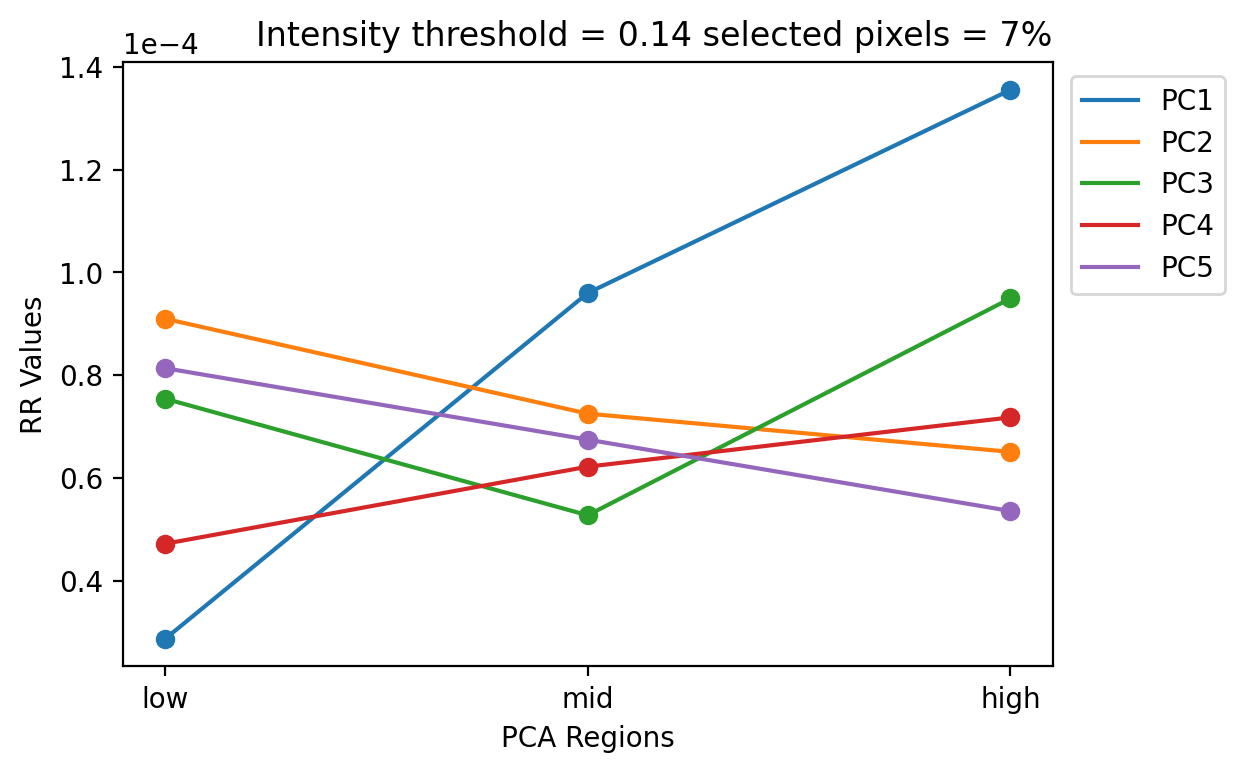 Intensity threshold = 0.14 selected pixels = 7%
1e−4
1.4
1.2
1.0
0.8
0.6
0.4
RR Values
low
mid
high
PCA Regions
PC1
PC2
PC3
PC4
PC5